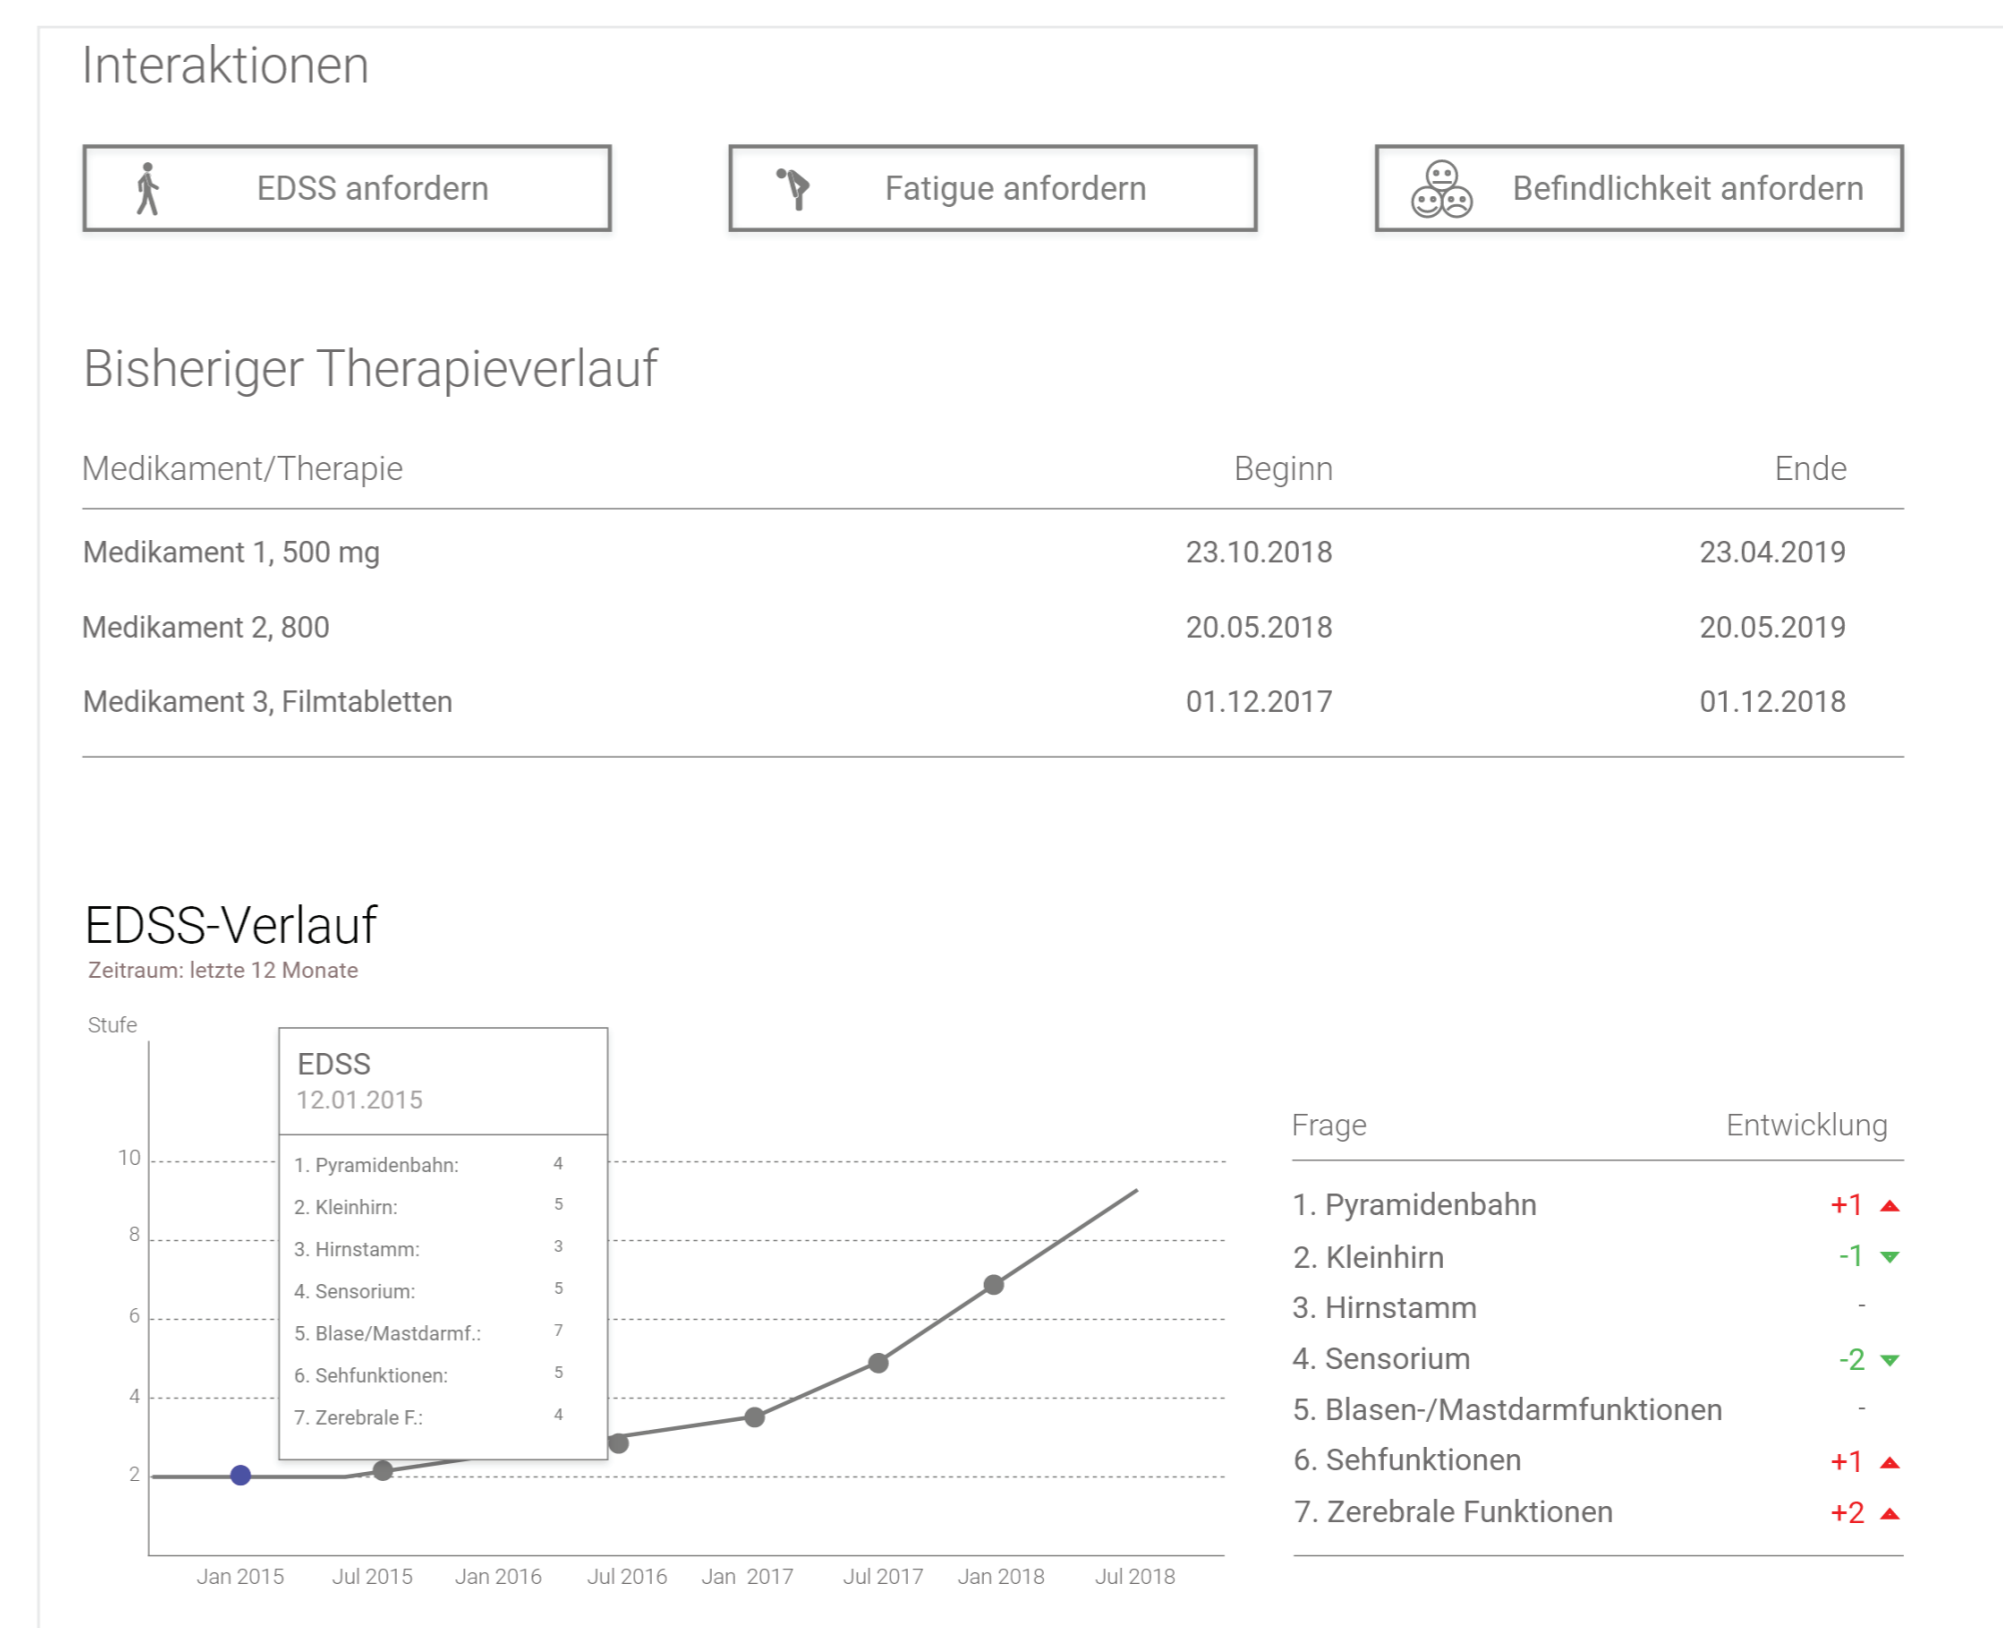 Interaktionen
EDSS anfordern
Fatigue anfordern
Befindlichkeit anfordern
Bisheriger Therapieverlauf
Medikament/Therapie Beginn Ende
Medikament 1, 500 mg 23.10.2018 23.04.2019
Medikament 2, 800 20.05.2018 20.05.2019
Medikament 3, Filmtabletten 01.12.2017 01.12.2018
EDSS-Verlauf
Zeitraum: letzte 12 Monate
Stufe
10
8
6
4
2
Jan 2015 Jul 2015 Jan 2016 Jul 2016 Jan 2017 Jul 2017 Jan 2018 Jul 2018
EDSS
12.01.2015
1. Pyramidenbahn: 4
2. Kleinhirn: 5
3. Hirnstamm: 3
4. Sensorium: 5
5. Blase/Mastdarmf.: 7
6. Sehfunktionen: 5
7. Zerebrale F.: 4
Frage Entwicklung
1. Pyramidenbahn +1
2. Kleinhirn -1
3. Hirnstamm -
4. Sensorium -2
5. Blasen-/Mastdarmfunktionen -
6. Sehfunktionen +1
7. Zerebrale Funktionen +2